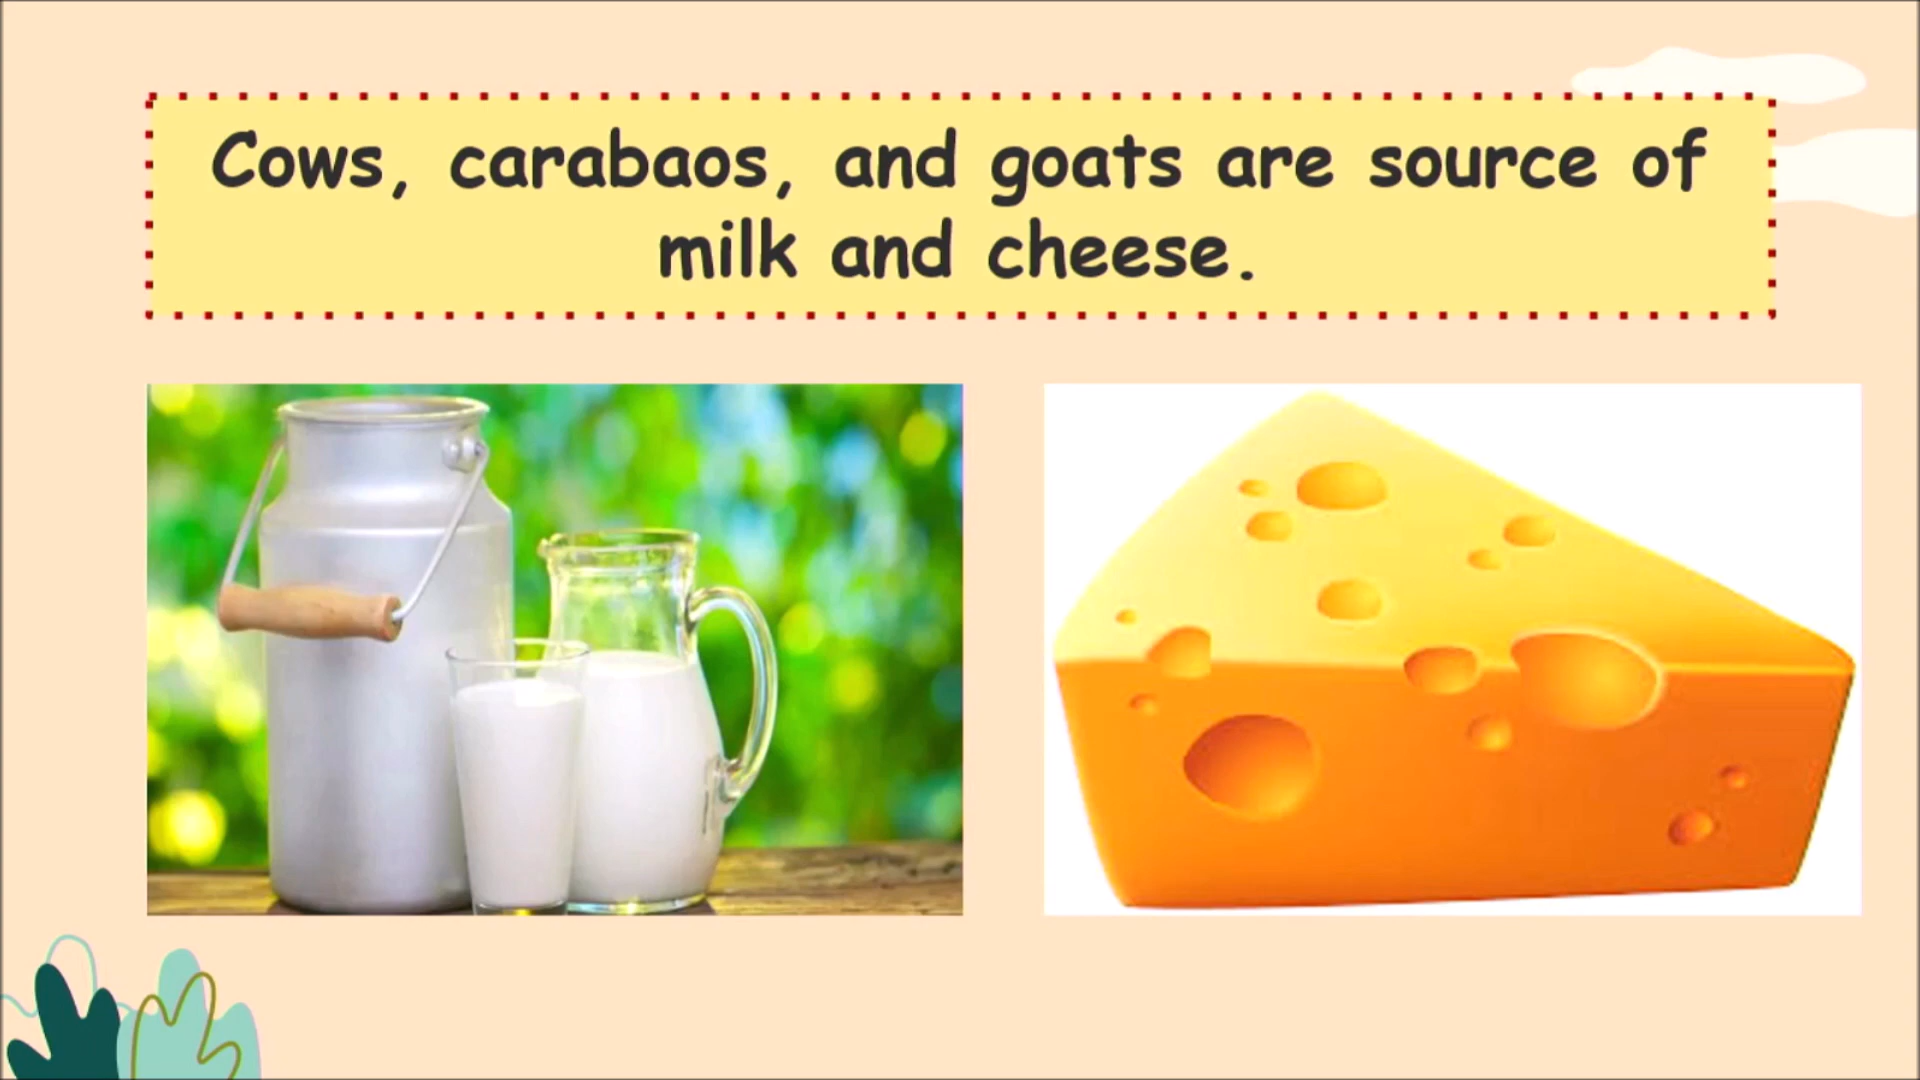 Cows, carabaos, and goats are source of
milk and cheese.